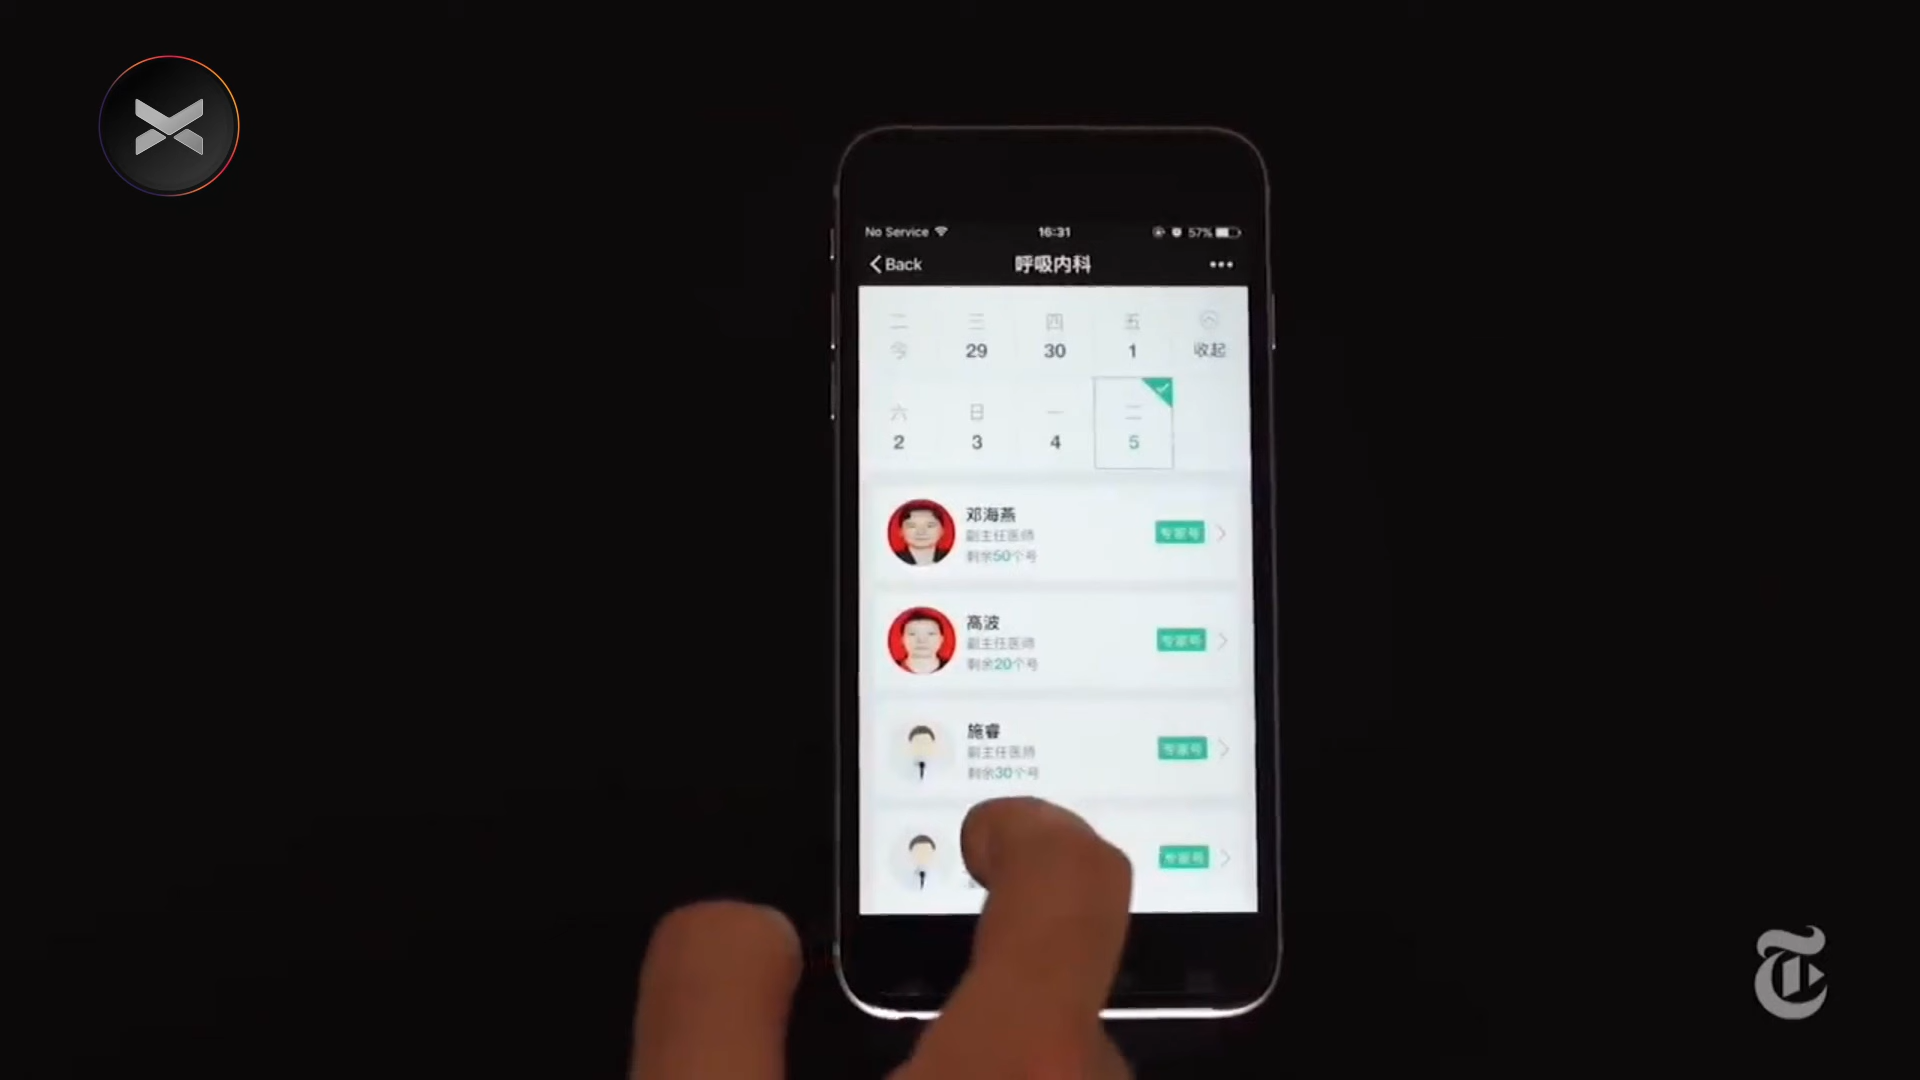 No Service
16:31
57%
Back
呼吸内科
二 三 四 五
今 29 30 1 收起
六 日 一 二
2 3 4 5
邓海燕
副主任医师
剩余50个号
专家号
高波
副主任医师
剩余20个号
专家号
施睿
副主任医师
剩余30个号
专家号
专家号